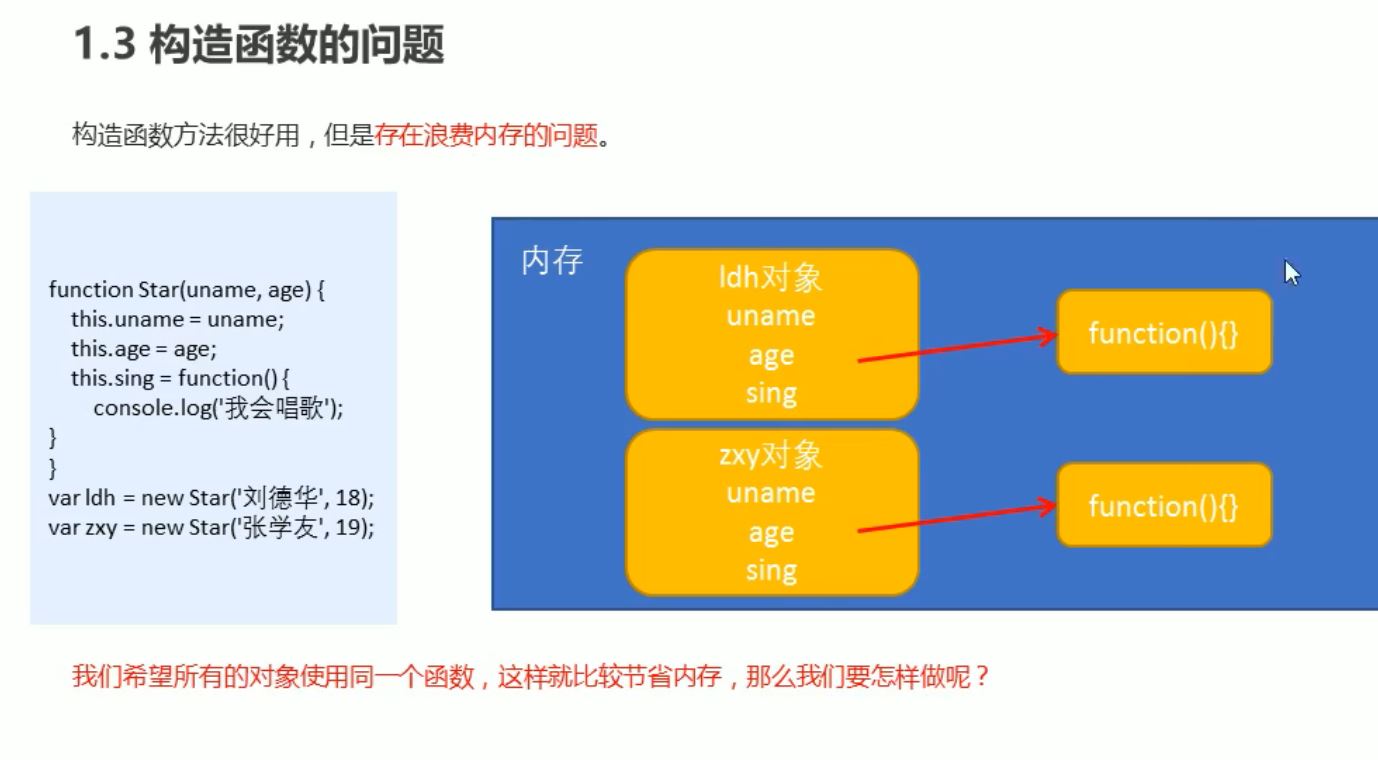 1.3 构造函数的问题
构造函数方法很好用，但是存在浪费内存的问题。
function Star(uname, age) {
this.uname = uname;
this.age = age;
this.sing = function() {
console.log('我会唱歌');
}
}
var ldh = new Star('刘德华', 18);
var zxy = new Star('张学友', 19);
内存
ldh对象
uname
age
sing
function(){}
zxy对象
uname
age
sing
function(){}
我们希望所有的对象使用同一个函数，这样就比较节省内存，那么我们要怎样做呢？